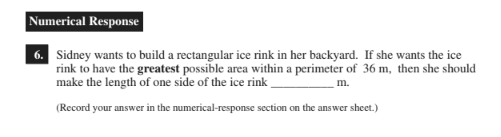 Numerical Response
6. Sidney wants to build a rectangular ice rink in her backyard. If she wants the ice
rink to have the greatest possible area within a perimeter of 36 m, then she should
make the length of one side of the ice rink __________ m.
(Record your answer in the numerical-response section on the answer sheet.)